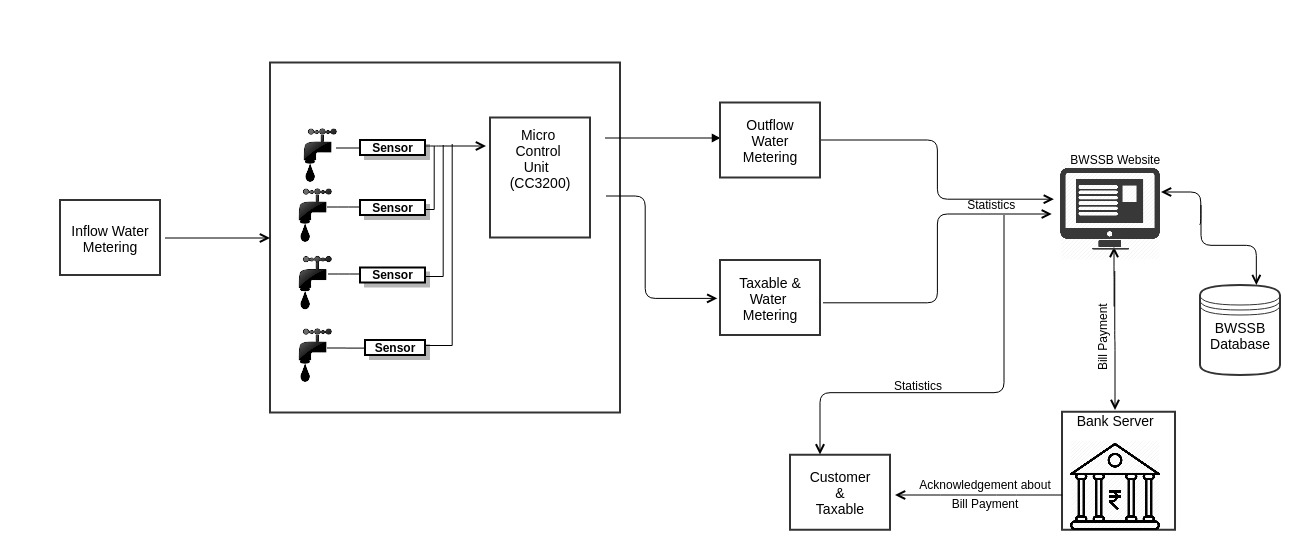 Inflow Water
Metering
Sensor
Sensor
Sensor
Sensor
Micro
Control
Unit
(CC3200)
Outflow
Water
Metering
Taxable &
Water
Metering
Statistics
BWSSB Website
BWSSB
Database
Bill Payment
Statistics
Bank Server
₹
Customer
&
Taxable
Acknowledgement about
Bill Payment